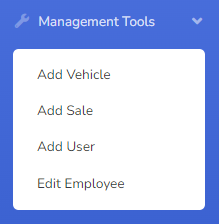 Management Tools
Add Vehicle
Add Sale
Add User
Edit Employee